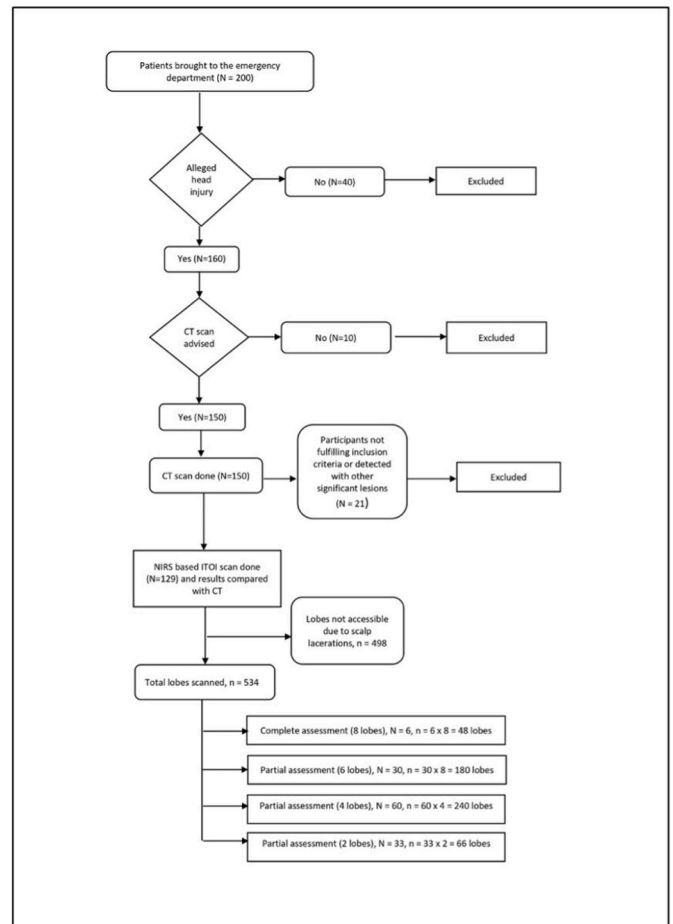 Patients brought to the emergency
department (N = 200)
Alleged
head
injury
No (N=40)
Excluded
Yes (N=160)
CT scan
advised
No (N=10)
Excluded
Yes (N=150)
CT scan done (N=150)
Participants not
fulfilling inclusion
criteria or detected
with other
significant lesions
(N = 21)
Excluded
NIRS based ITOI scan done
(N=129) and results compared
with CT
Lobes not accessible
due to scalp
lacerations, n = 498
Total lobes scanned, n = 534
Complete assessment (8 lobes), N = 6, n = 6 x 8 = 48 lobes
Partial assessment (6 lobes), N = 30, n = 30 x 8 = 180 lobes
Partial assessment (4 lobes), N = 60, n = 60 x 4 = 240 lobes
Partial assessment (2 lobes), N = 33, n = 33 x 2 = 66 lobes